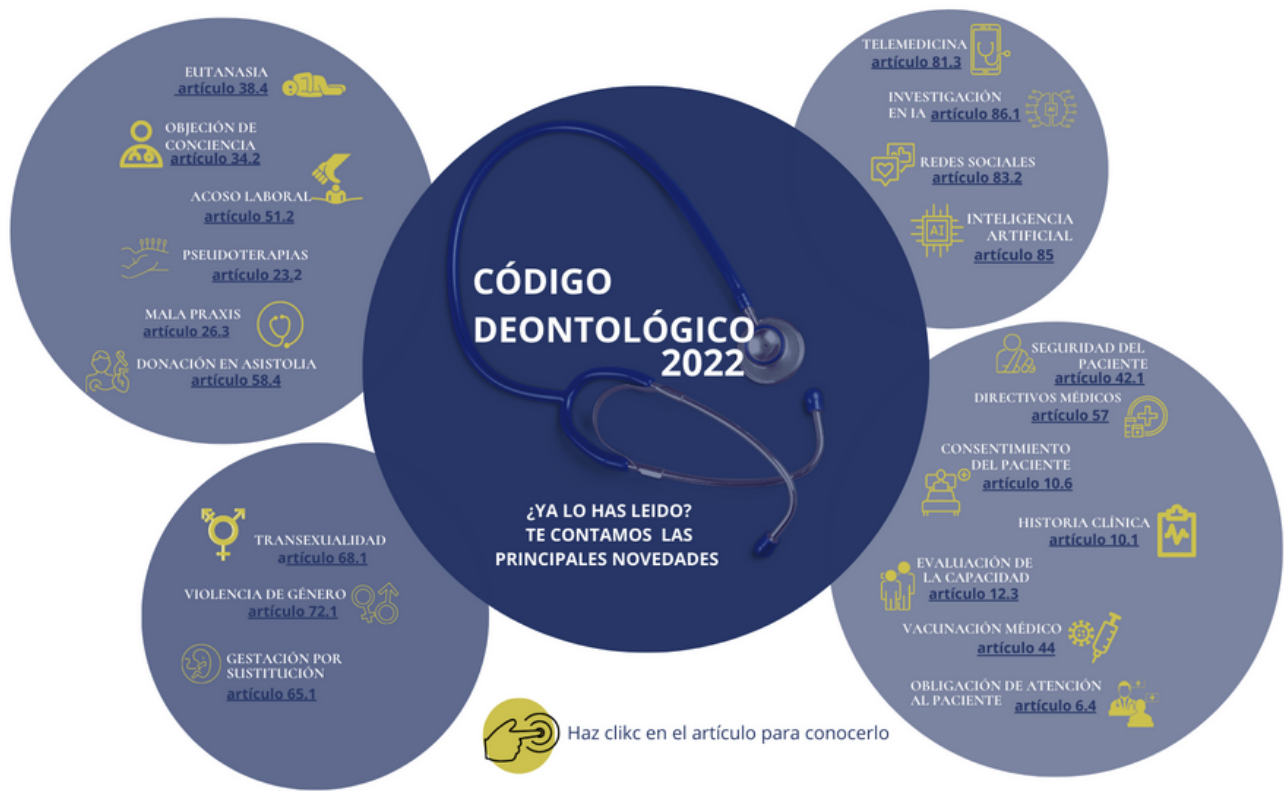 EUTANASIA
artículo 38.4
OBJECIÓN DE
CONCIENCIA
artículo 34.2
ACOSO LABORAL
artículo 51.2
PSEUDOTERAPIAS
artículo 23.2
MALA PRAXIS
artículo 26.3
DONACIÓN EN ASISTOLIA
artículo 58.4
TRANSEXUALIDAD
artículo 68.1
VIOLENCIA DE GÉNERO
artículo 72.1
GESTACIÓN POR
SUSTITUCIÓN
artículo 65.1
CÓDIGO
DEONTOLÓGICO
2022
¿YA LO HAS LEIDO?
TE CONTAMOS LAS
PRINCIPALES NOVEDADES
TELEMEDICINA
artículo 81.3
INVESTIGACIÓN
EN IA artículo 86.1
AI
REDES SOCIALES
artículo 83.2
AI
INTELIGENCIA
ARTIFICIAL
artículo 85
SEGURIDAD DEL
PACIENTE
artículo 42.1
DIRECTIVOS MÉDICOS
artículo 57
CONSENTIMIENTO
DEL PACIENTE
artículo 10.6
HISTORIA CLÍNICA
artículo 10.1
EVALUACIÓN DE
LA CAPACIDAD
artículo 12.3
VACUNACIÓN MÉDICO
artículo 44
OBLIGACIÓN DE ATENCIÓN
AL PACIENTE artículo 6.4
Haz clikc en el artículo para conocerlo